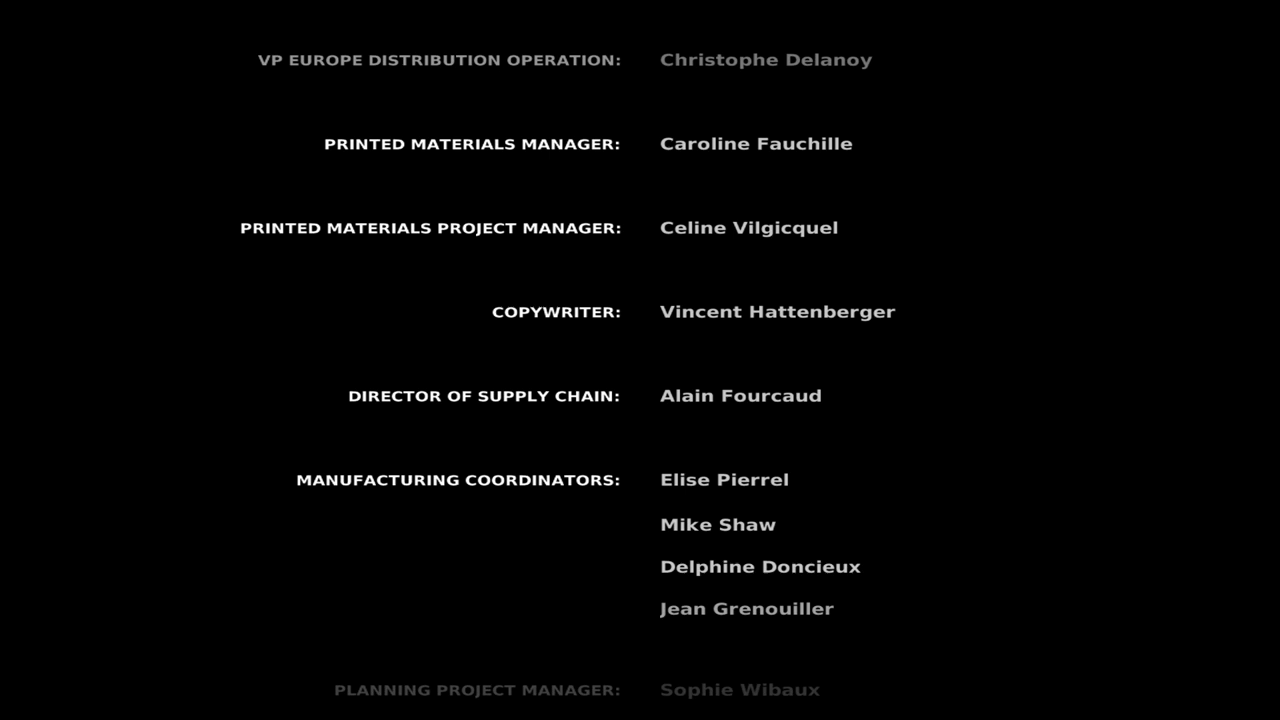 VP EUROPE DISTRIBUTION OPERATION: Christophe Delanoy
PRINTED MATERIALS MANAGER: Caroline Fauchille
PRINTED MATERIALS PROJECT MANAGER: Celine Vilgicquel
COPYWRITER: Vincent Hattenberger
DIRECTOR OF SUPPLY CHAIN: Alain Fourcaud
MANUFACTURING COORDINATORS: Elise Pierrel
Mike Shaw
Delphine Doncieux
Jean Grenouiller
PLANNING PROJECT MANAGER: Sophie Wibaux